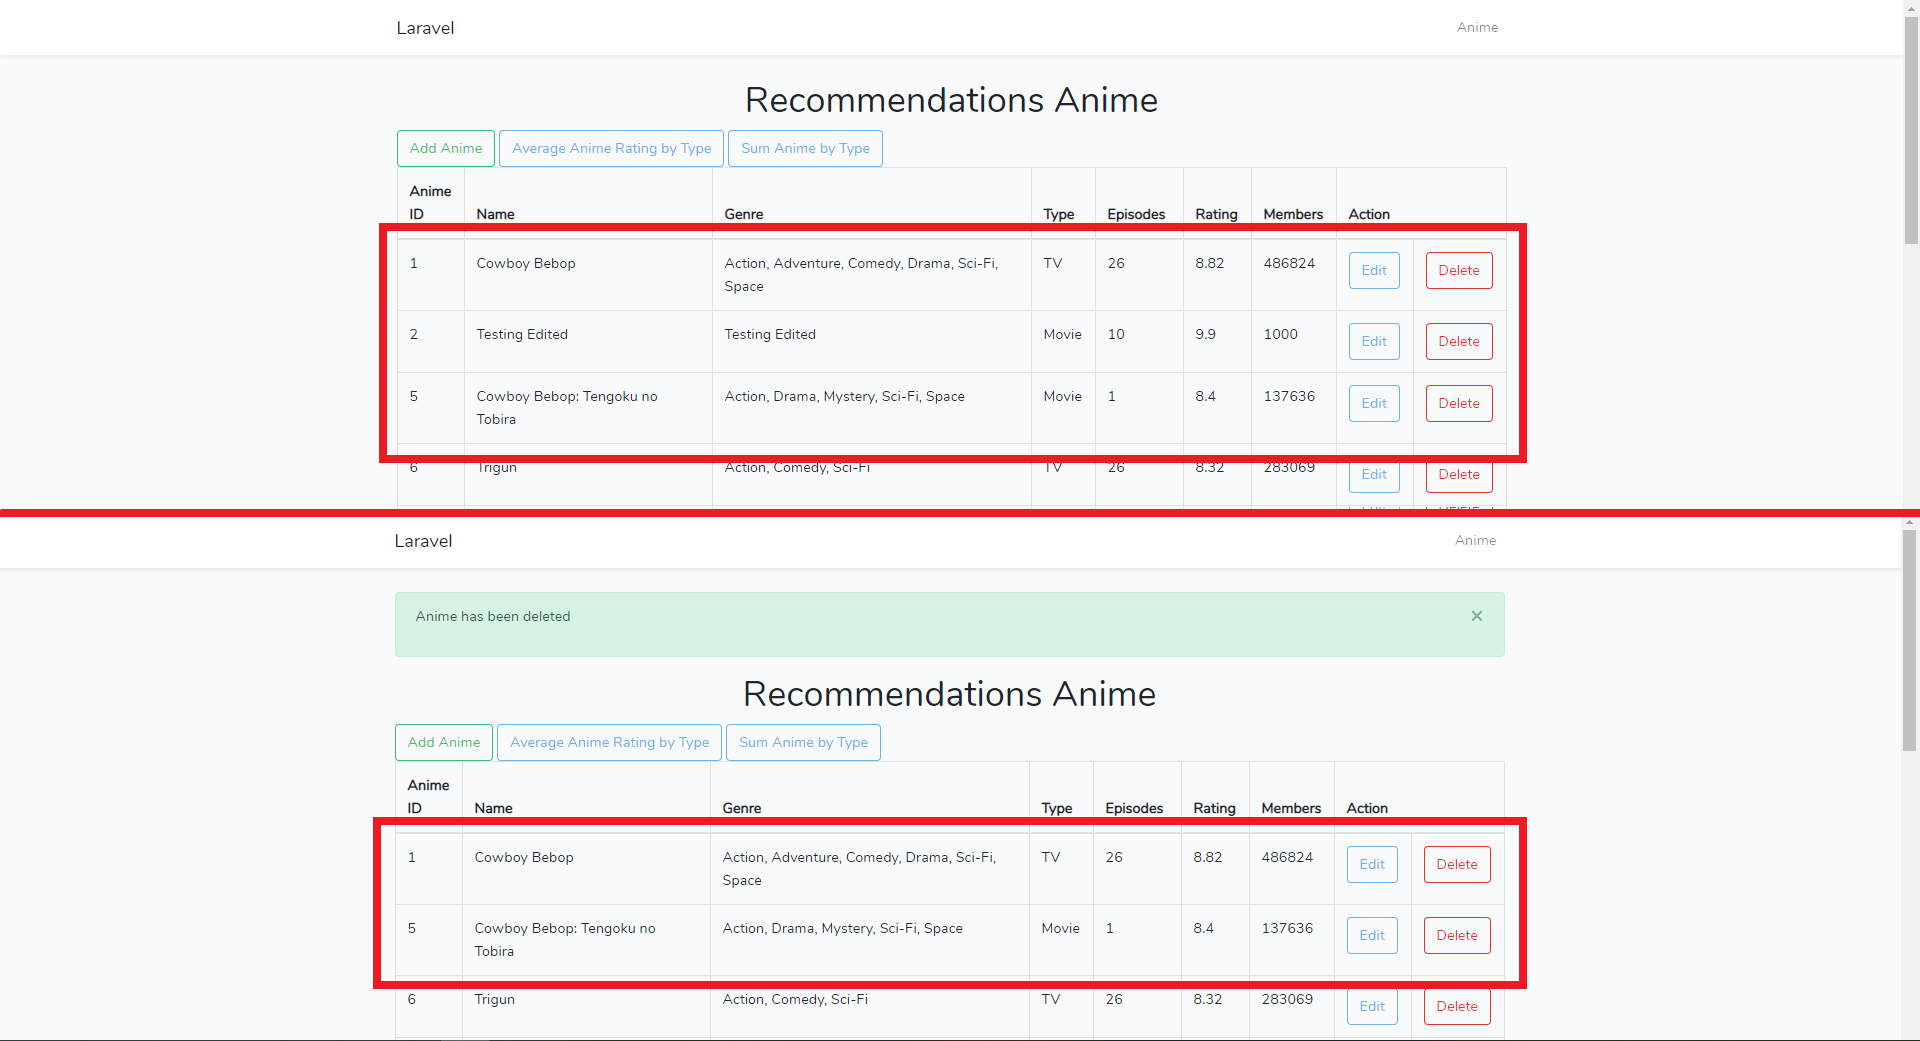 Laravel Anime
Recommendations Anime
Add Anime Average Anime Rating by Type Sum Anime by Type
Anime
ID Name Genre Type Episodes Rating Members Action
1 Cowboy Bebop Action, Adventure, Comedy, Drama, Sci-Fi, TV 26 8.82 486824 Edit Delete
Space
2 Testing Edited Testing Edited Movie 10 9.9 1000 Edit Delete
5 Cowboy Bebop: Tengoku no Action, Drama, Mystery, Sci-Fi, Space Movie 1 8.4 137636 Edit Delete
Tobira
6 Trigun Action, Comedy, Sci-Fi TV 26 8.32 283069 Edit Delete
Laravel Anime
Anime has been deleted ×
Recommendations Anime
Add Anime Average Anime Rating by Type Sum Anime by Type
Anime
ID Name Genre Type Episodes Rating Members Action
1 Cowboy Bebop Action, Adventure, Comedy, Drama, Sci-Fi, TV 26 8.82 486824 Edit Delete
Space
5 Cowboy Bebop: Tengoku no Action, Drama, Mystery, Sci-Fi, Space Movie 1 8.4 137636 Edit Delete
Tobira
6 Trigun Action, Comedy, Sci-Fi TV 26 8.32 283069 Edit Delete